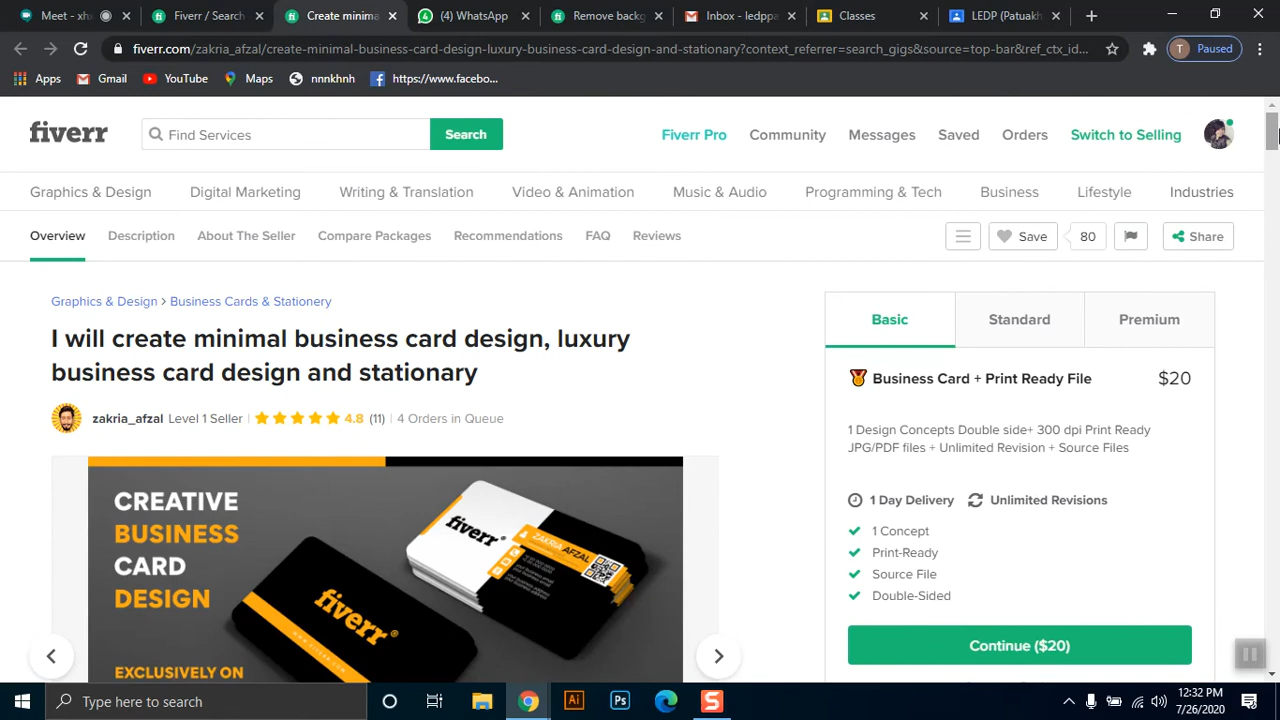 Meet - xh
Fiverr / Search
Create minima
(4) WhatsApp
Remove backg
Inbox - ledppa
Classes
LEDP (Patuakh
fiverr.com/zakria_afzal/create-minimal-business-card-design-luxury-business-card-design-and-stationary?context_referrer=search_gigs&source=top-bar&ref_ctx_id...
T Paused
Apps
Gmail
YouTube
Maps
nnnkhnh
https://www.facebo...
fiverr
Find Services
Search
Fiverr Pro
Community
Messages
Saved
Orders
Switch to Selling
Graphics & Design
Digital Marketing
Writing & Translation
Video & Animation
Music & Audio
Programming & Tech
Business
Lifestyle
Industries
Overview
Description
About The Seller
Compare Packages
Recommendations
FAQ
Reviews
Save
80
Share
Graphics & Design > Business Cards & Stationery
I will create minimal business card design, luxury
business card design and stationary
zakria_afzal Level 1 Seller 4.8 (11) 4 Orders in Queue
CREATIVE
BUSINESS
CARD
DESIGN
EXCLUSIVELY ON
fiverr.
ZAKRIA AFZAL
fiverr
Basic
Standard
Premium
Business Card + Print Ready File $20
1 Design Concepts Double side+ 300 dpi Print Ready
JPG/PDF files + Unlimited Revision + Source Files
1 Day Delivery
Unlimited Revisions
1 Concept
Print-Ready
Source File
Double-Sided
Continue ($20)
Type here to search
Ai
Ps
S
12:32 PM
7/26/2020